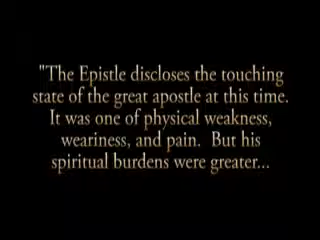 "The Epistle discloses the touching
state of the great apostle at this time.
It was one of physical weakness,
weariness, and pain.  But his
spiritual burdens were greater...